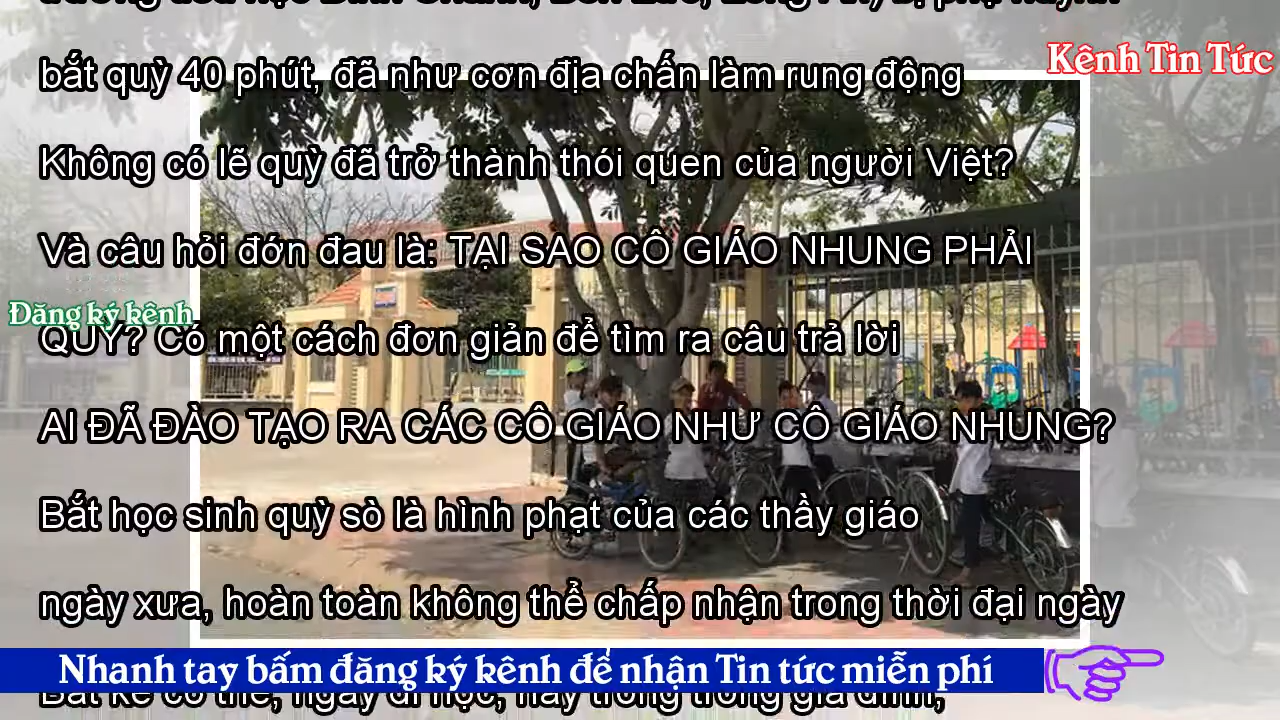 Kênh Tin Tức
bắt quỳ 40 phút, đã như cơn địa chấn làm rung động
Không có lẽ quỳ đã trở thành thói quen của người Việt?
Và câu hỏi đớn đau là: TẠI SAO CÔ GIÁO NHUNG PHẢI
Đăng ký kênh
QUỲ? Có một cách đơn giản để tìm ra câu trả lời
AI ĐÃ ĐÀO TẠO RA CÁC CÔ GIÁO NHƯ CÔ GIÁO NHUNG?
Bắt học sinh quỳ sò là hình phạt của các thầy giáo
ngày xưa, hoàn toàn không thể chấp nhận trong thời đại ngày
Nhanh tay bấm đăng ký kênh để nhận Tin tức miễn phí